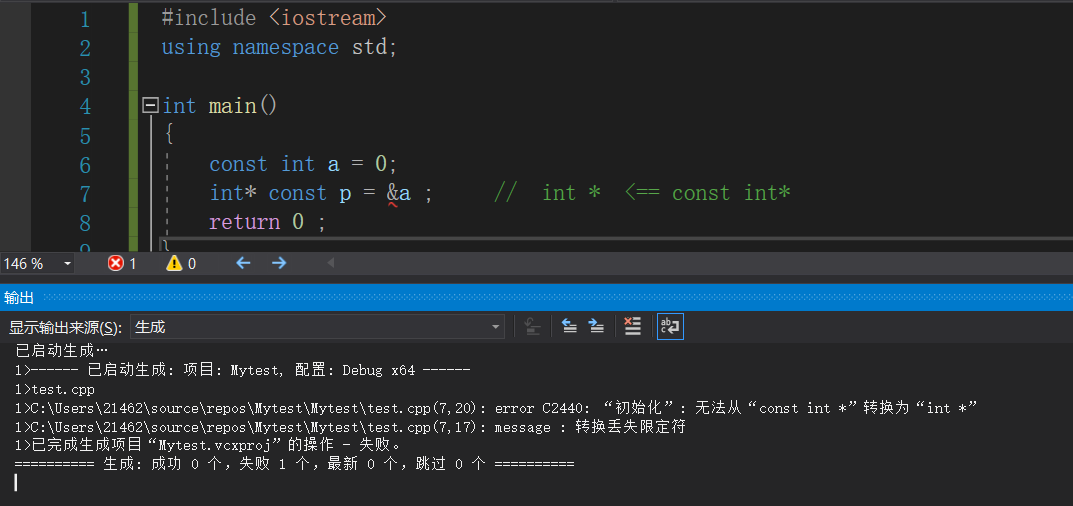 1 #include <iostream>
2 using namespace std;
3
4 int main()
5 {
6 const int a = 0;
7 int* const p = &a ; // int * <== const int*
8 return 0 ;
9 }
146 % 1 0
输出
显示输出来源(S): 生成
已启动生成…
1>------ 已启动生成: 项目: Mytest, 配置: Debug x64 ------
1>test.cpp
1>C:\Users\21462\source\repos\Mytest\Mytest\test.cpp(7,20): error C2440: “初始化”: 无法从“const int *”转换为“int *”
1>C:\Users\21462\source\repos\Mytest\Mytest\test.cpp(7,17): message : 转换丢失限定符
1>已完成生成项目“Mytest.vcxproj”的操作 - 失败。
========== 生成: 成功 0 个，失败 1 个，最新 0 个，跳过 0 个 ==========